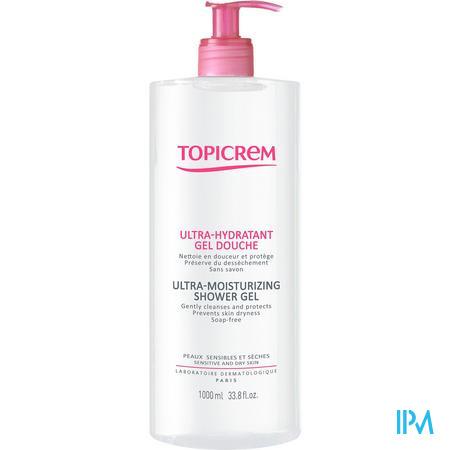 TOPICREM
ULTRA-HYDRATANT
GEL DOUCHE
Nettoie en douceur et protège
Préserve du dessèchement
Sans savon
ULTRA-MOISTURIZING
SHOWER GEL
Gently cleanses and protects
Prevents skin dryness
Soap-free
PEAUX SENSIBLES ET SÈCHES
SENSITIVE AND DRY SKIN
LABORATOIRE DERMATOLOGIQUE
PARIS
1000 ml 33.8 fl.oz.
IPM